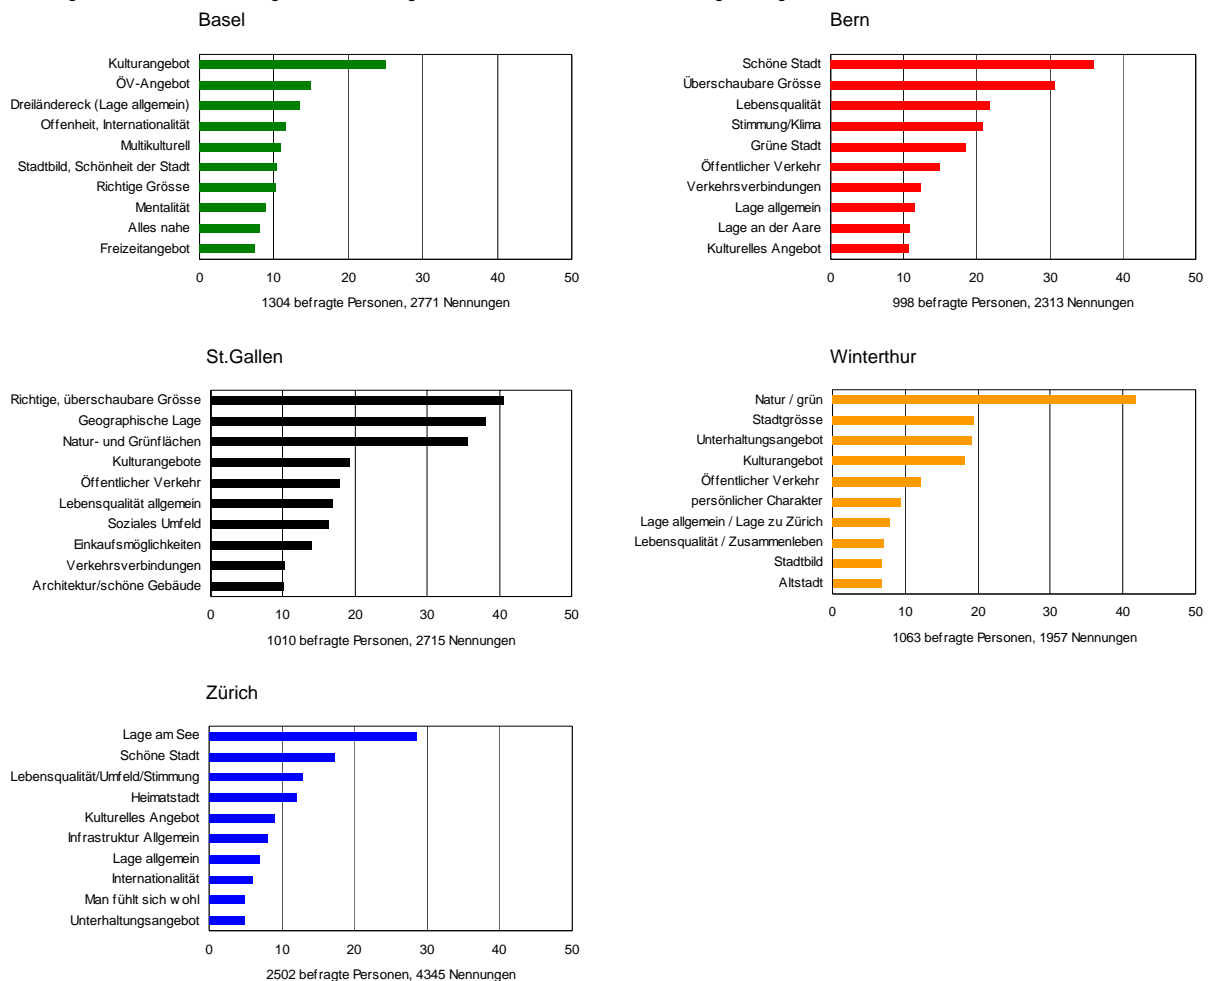 Basel
Kulturangebot
ÖV-Angebot
Dreiländereck (Lage allgemein)
Offenheit, Internationalität
Multikulturell
Stadtbild, Schönheit der Stadt
Richtige Grösse
Mentalität
Alles nahe
Freizeitangebot
0 10 20 30 40 50
1304 befragte Personen, 2771 Nennungen
Bern
Schöne Stadt
Überschaubare Grösse
Lebensqualität
Stimmung/Klima
Grüne Stadt
Öffentlicher Verkehr
Verkehrsverbindungen
Lage allgemein
Lage an der Aare
Kulturelles Angebot
0 10 20 30 40 50
998 befragte Personen, 2313 Nennungen
St.Gallen
Richtige, überschaubare Grösse
Geographische Lage
Natur- und Grünflächen
Kulturangebote
Öffentlicher Verkehr
Lebensqualität allgemein
Soziales Umfeld
Einkaufsmöglichkeiten
Verkehrsverbindungen
Architektur/schöne Gebäude
0 10 20 30 40 50
1010 befragte Personen, 2715 Nennungen
Winterthur
Natur / grün
Stadtgrösse
Unterhaltungsangebot
Kulturangebot
Öffentlicher Verkehr
persönlicher Charakter
Lage allgemein / Lage zu Zürich
Lebensqualität / Zusammenleben
Stadtbild
Altstadt
0 10 20 30 40 50
1063 befragte Personen, 1957 Nennungen
Zürich
Lage am See
Schöne Stadt
Lebensqualität/Umfeld/Stimmung
Heimatstadt
Kulturelles Angebot
Infrastruktur Allgemein
Lage allgemein
Internationalität
Man fühlt sich wohl
Unterhaltungsangebot
0 10 20 30 40 50
2502 befragte Personen, 4345 Nennungen